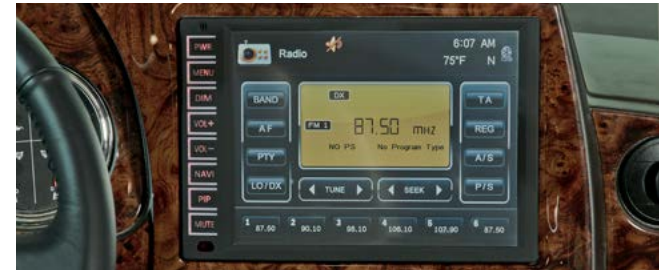 PWR
MENU
DIM
VOL+
VOL-
NAVI
PIP
MUTE
Radio
6:07 AM
75°F N
BAND
AF
PTY
LO/DX
DX
FM 1 87.50 MHZ
NO PS No Program Type
TUNE
SEEK
TA
REG
A/S
P/S
1 87.50
2 90.10
3 98.10
4 106.10
5 107.90
6 87.50